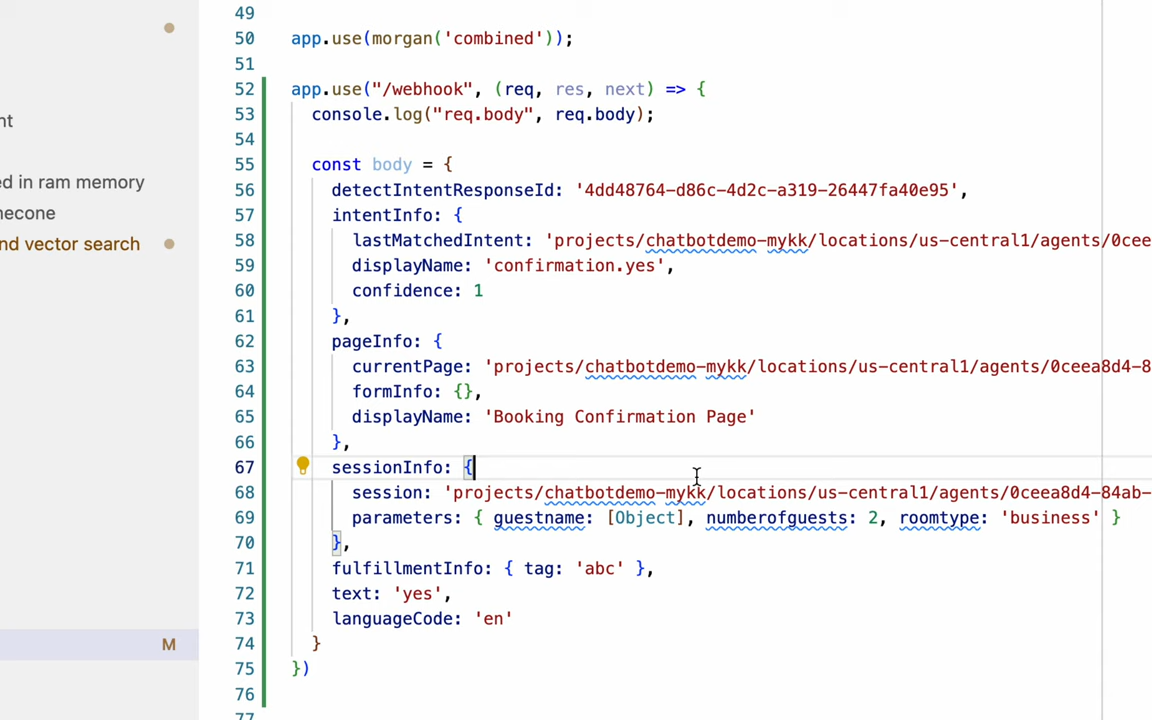 49
50 app.use(morgan('combined'));
51
nt
52 app.use("/webhook", (req, res, next) => {
53 console.log("req.body", req.body);
54
55 const body = {
ed in ram memory
56 detectIntentResponseId: '4dd48764-d86c-4d2c-a319-26447fa40e95',
necone
57 intentInfo: {
nd vector search
58 lastMatchedIntent: 'projects/chatbotdemo-mykk/locations/us-central1/agents/0cee
59 displayName: 'confirmation.yes',
60 confidence: 1
61 },
62 pageInfo: {
63 currentPage: 'projects/chatbotdemo-mykk/locations/us-central1/agents/0ceea8d4-8
64 formInfo: {},
65 displayName: 'Booking Confirmation Page'
66 },
67 sessionInfo: {
68 session: 'projects/chatbotdemo-mykk/locations/us-central1/agents/0ceea8d4-84ab-
69 parameters: { guestname: [Object], numberofguests: 2, roomtype: 'business' }
70 },
71 fulfillmentInfo: { tag: 'abc' },
72 text: 'yes',
73 languageCode: 'en'
M
74 }
75 })
76
77